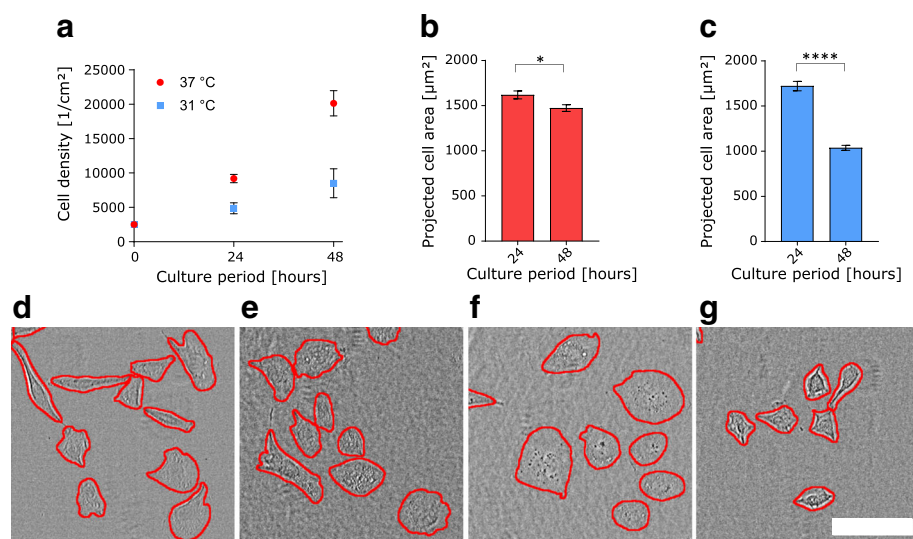 a
Cell density [1/cm²]
25000
20000
15000
10000
5000
0
37 °C
31 °C
0
24
48
Culture period [hours]
b
Projected cell area [µm²]
2000
1500
1000
500
0
*
24
48
Culture period [hours]
c
Projected cell area [µm²]
2000
1500
1000
500
0
****
24
48
Culture period [hours]
d
e
f
g